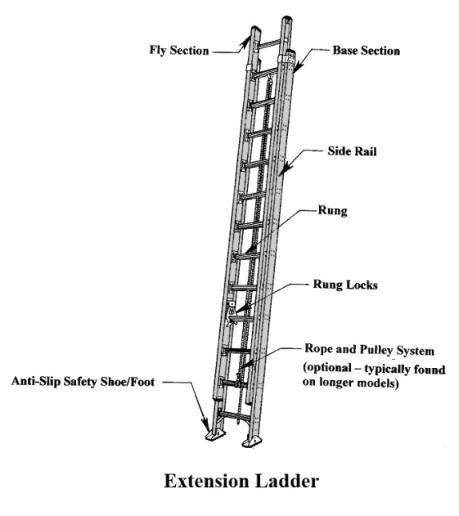 Fly Section
Base Section
Side Rail
Rung
Rung Locks
Rope and Pulley System
(optional – typically found
on longer models)
Anti-Slip Safety Shoe/Foot
Extension Ladder